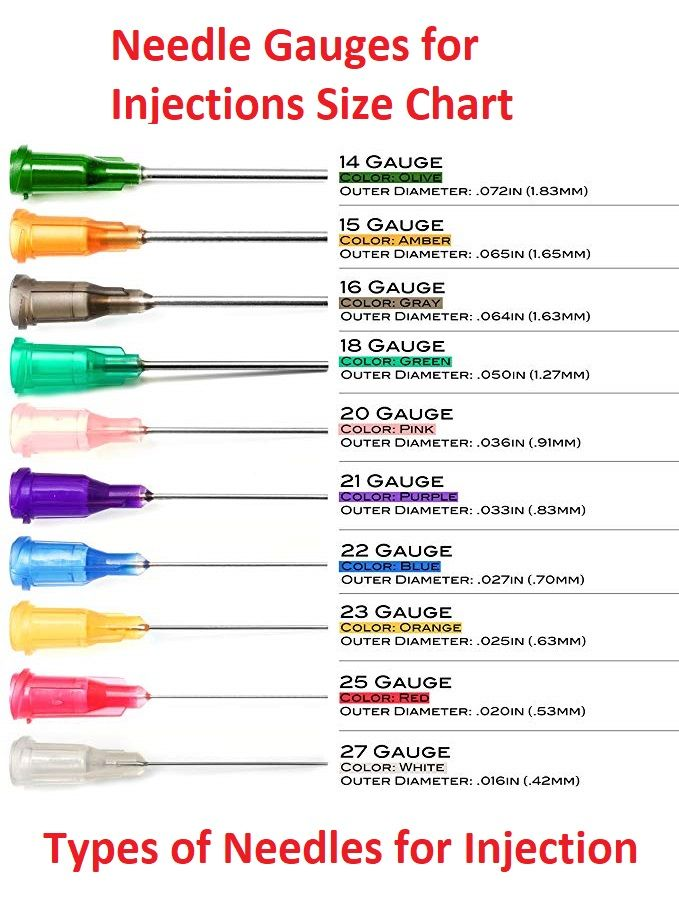 Needle Gauges for
Injections Size Chart
14 GAUGE
COLOR: OLIVE
OUTER DIAMETER: .072IN (1.83MM)
15 GAUGE
COLOR: AMBER
OUTER DIAMETER: .065IN (1.65MM)
16 GAUGE
COLOR: GRAY
OUTER DIAMETER: .064IN (1.63MM)
18 GAUGE
COLOR: GREEN
OUTER DIAMETER: .050IN (1.27MM)
20 GAUGE
COLOR: PINK
OUTER DIAMETER: .036IN (.91MM)
21 GAUGE
COLOR: PURPLE
OUTER DIAMETER: .033IN (.83MM)
22 GAUGE
COLOR: BLUE
OUTER DIAMETER: .027IN (.70MM)
23 GAUGE
COLOR: ORANGE
OUTER DIAMETER: .025IN (.63MM)
25 GAUGE
COLOR: RED
OUTER DIAMETER: .020IN (.53MM)
27 GAUGE
COLOR: WHITE
OUTER DIAMETER: .016IN (.42MM)
Types of Needles for Injection